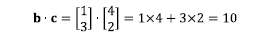 b · c = [1 3] · [4 2] = 1×4 + 3×2 = 10